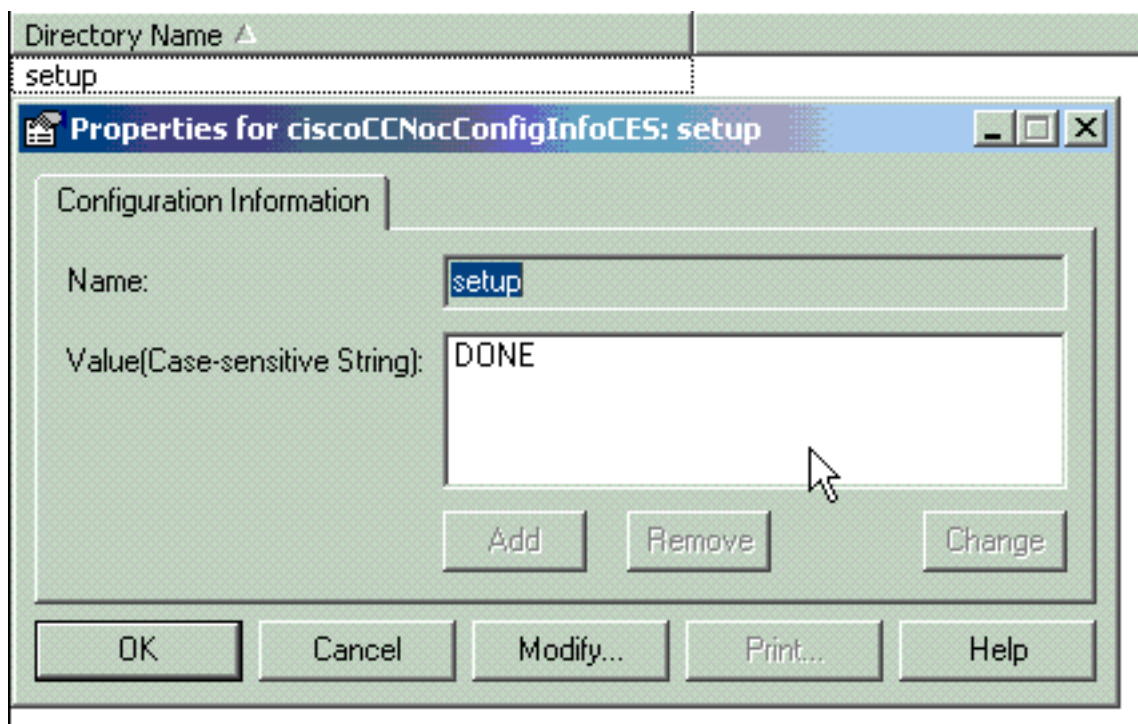 Directory Name
setup
Properties for ciscoCCNocConfigInfoCES: setup
Configuration Information
Name:
setup
Value(Case-sensitive String):
DONE
Add Remove Change
OK Cancel Modify... Print... Help